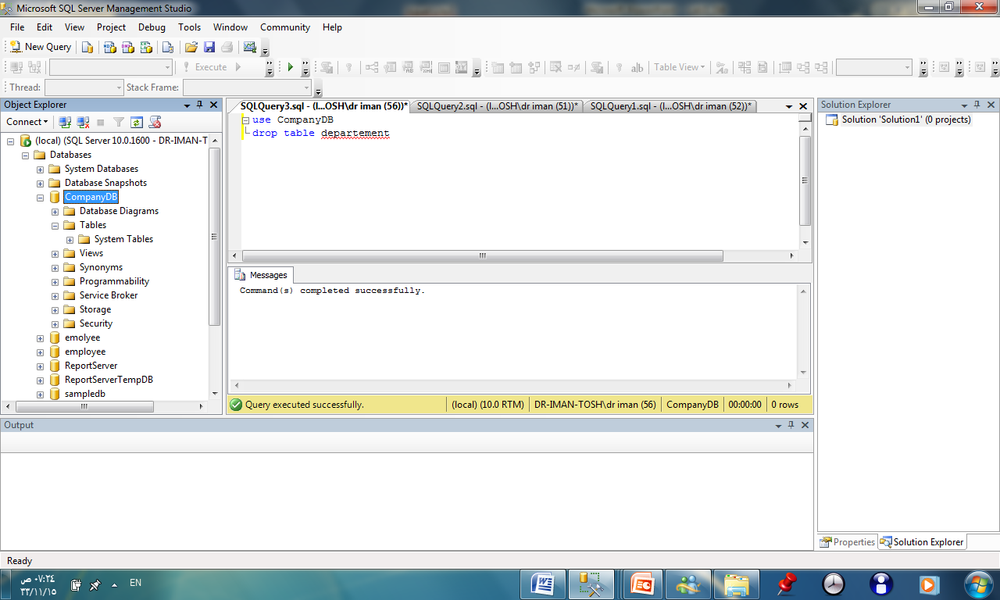 Microsoft SQL Server Management Studio
File Edit View Project Debug Tools Window Community Help
New Query
Execute
Table View
Thread: Stack Frame:
Object Explorer
Connect
(local) (SQL Server 10.0.1600 - DR-IMAN-T
Databases
System Databases
Database Snapshots
CompanyDB
Database Diagrams
Tables
System Tables
Views
Synonyms
Programmability
Service Broker
Storage
Security
emolyee
employee
ReportServer
ReportServerTempDB
sampledb
SQLQuery3.sql - (l...OSH\dr iman (56))* SQLQuery2.sql - (l...OSH\dr iman (51))* SQLQuery1.sql - (l...OSH\dr iman (52))*
use CompanyDB
drop table departement
Messages
Command(s) completed successfully.
Query executed successfully. (local) (10.0 RTM) DR-IMAN-TOSH\dr iman (56) CompanyDB 00:00:00 0 rows
Solution Explorer
Solution 'Solution1' (0 projects)
Properties Solution Explorer
Output
Ready
٠٧:٢٤ ص
٣٣/١١/١٥
EN